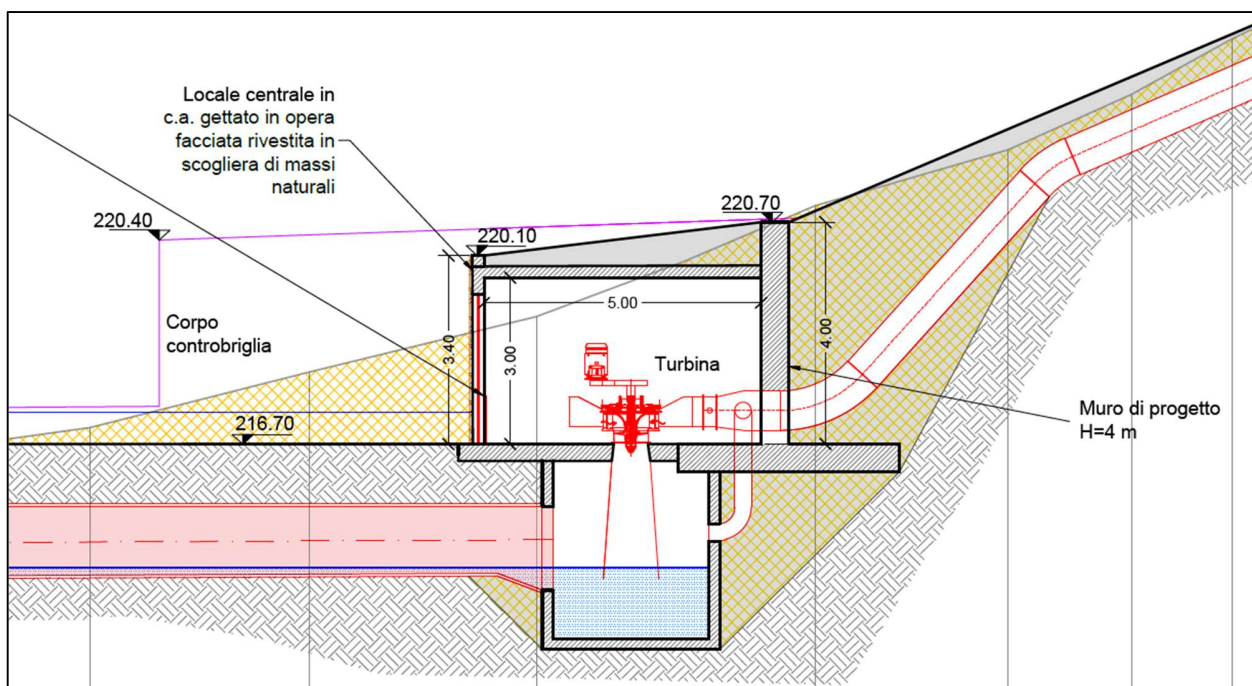 Locale centrale in
c.a. gettato in opera
facciata rivestita in
scogliera di massi
naturali
220.40
220.10
220.70
Corpo
controbriglia
3.40
3.00
5.00
4.00
Turbina
216.70
Muro di progetto
H=4 m